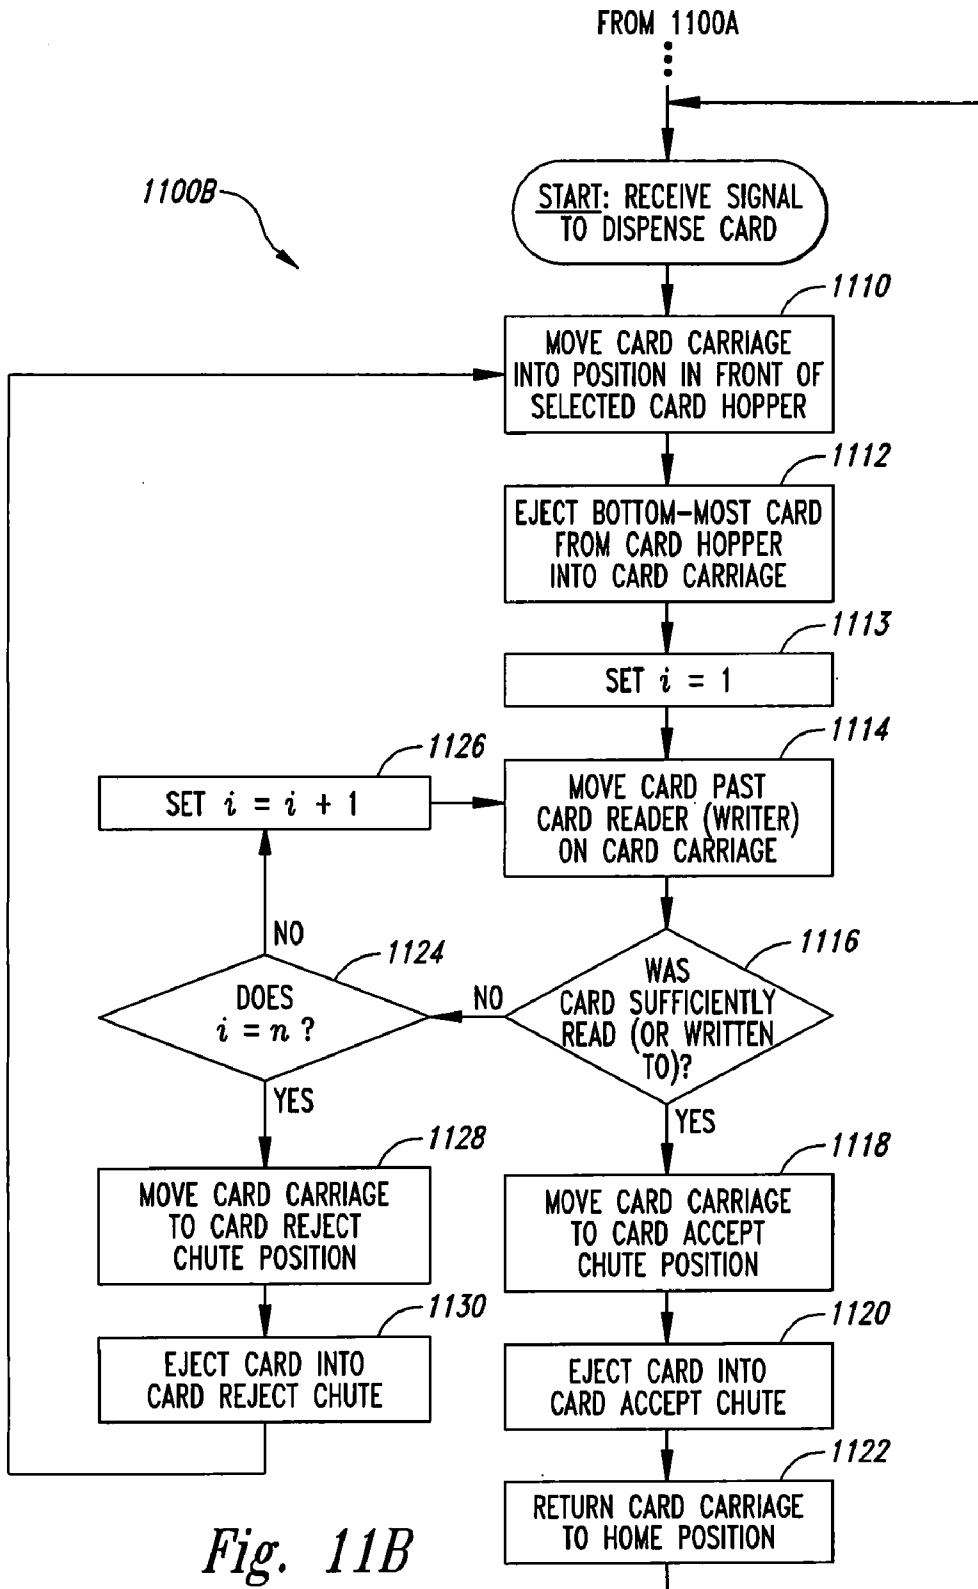 FROM 1100A
1100B
START: RECEIVE SIGNAL
TO DISPENSE CARD
1110
MOVE CARD CARRIAGE
INTO POSITION IN FRONT OF
SELECTED CARD HOPPER
1112
EJECT BOTTOM-MOST CARD
FROM CARD HOPPER
INTO CARD CARRIAGE
1113
SET i = 1
1126
SET i = i + 1
1114
MOVE CARD PAST
CARD READER (WRITER)
ON CARD CARRIAGE
NO
1124
DOES
i = n ?
NO
1116
WAS
CARD SUFFICIENTLY
READ (OR WRITTEN
TO)?
YES
YES
1128
MOVE CARD CARRIAGE
TO CARD REJECT
CHUTE POSITION
1118
MOVE CARD CARRIAGE
TO CARD ACCEPT
CHUTE POSITION
1130
EJECT CARD INTO
CARD REJECT CHUTE
1120
EJECT CARD INTO
CARD ACCEPT CHUTE
1122
RETURN CARD CARRIAGE
TO HOME POSITION
Fig. 11B